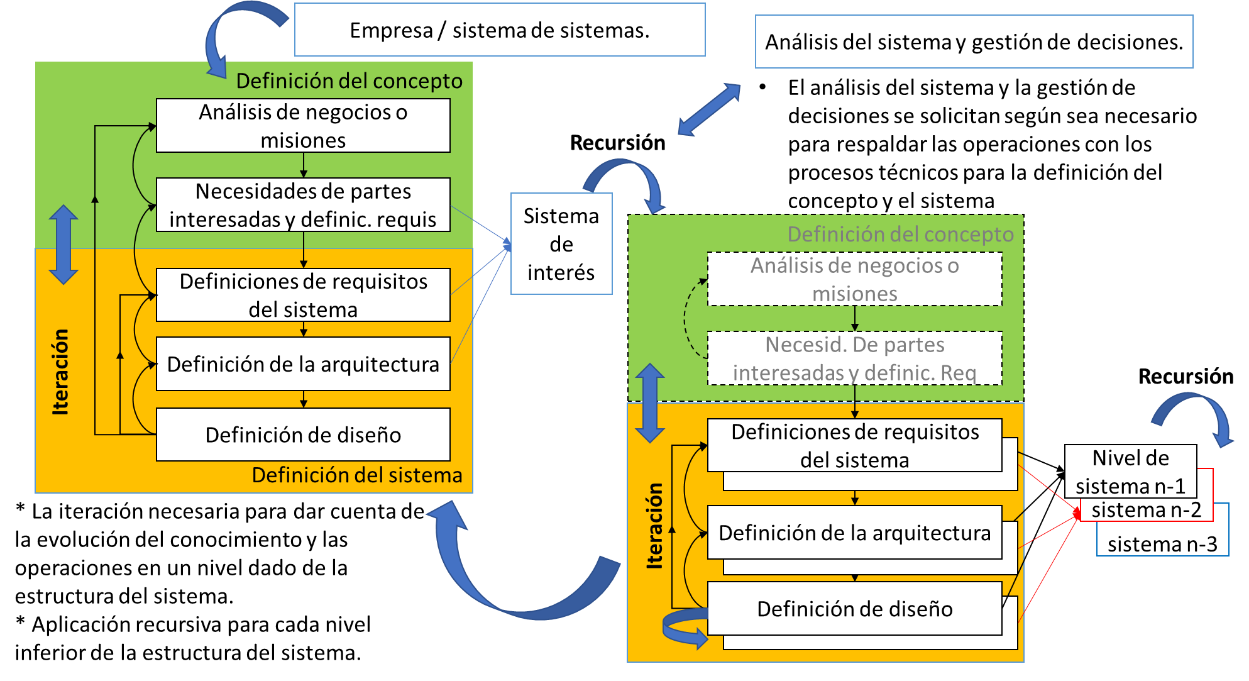 Empresa / sistema de sistemas.
Definición del concepto
Análisis de negocios o
misiones
Necesidades de partes
interesadas y definic. requis
Definiciones de requisitos
del sistema
Definición de la arquitectura
Definición de diseño
Definición del sistema
Iteración
Sistema
de
interés
* La iteración necesaria para dar cuenta de
la evolución del conocimiento y las
operaciones en un nivel dado de la
estructura del sistema.
* Aplicación recursiva para cada nivel
inferior de la estructura del sistema.
Análisis del sistema y gestión de decisiones.
• El análisis del sistema y la gestión de
decisiones se solicitan según sea necesario
para respaldar las operaciones con los
procesos técnicos para la definición del
concepto y el sistema
Recursión
Definición del concepto
Análisis de negocios o
misiones
Necesid. De partes
interesadas y definic. Req
Definiciones de requisitos
del sistema
Definición de la arquitectura
Definición de diseño
Iteración
Recursión
Nivel de
sistema n-1
sistema n-2
sistema n-3